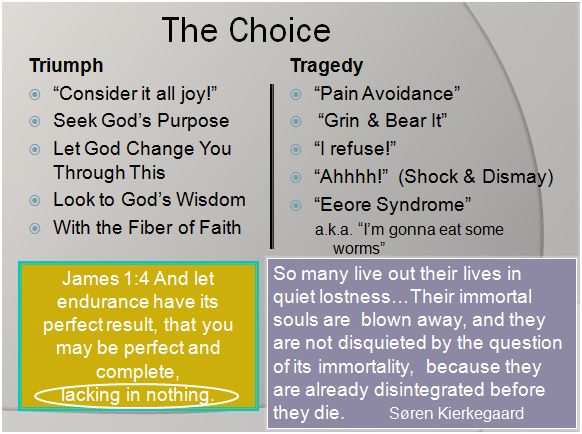 The Choice
Triumph
“Consider it all joy!”
Seek God’s Purpose
Let God Change You
Through This
Look to God’s Wisdom
With the Fiber of Faith
Tragedy
“Pain Avoidance”
“Grin & Bear It”
“I refuse!”
“Ahhhh!” (Shock & Dismay)
“Eeore Syndrome”
a.k.a. “I’m gonna eat some
worms”
James 1:4 And let
endurance have its
perfect result, that you
may be perfect and
complete,
lacking in nothing.
So many live out their lives in
quiet lostness…Their immortal
souls are blown away, and they
are not disquieted by the question
of its immortality, because they
are already disintegrated before
they die. Søren Kierkegaard